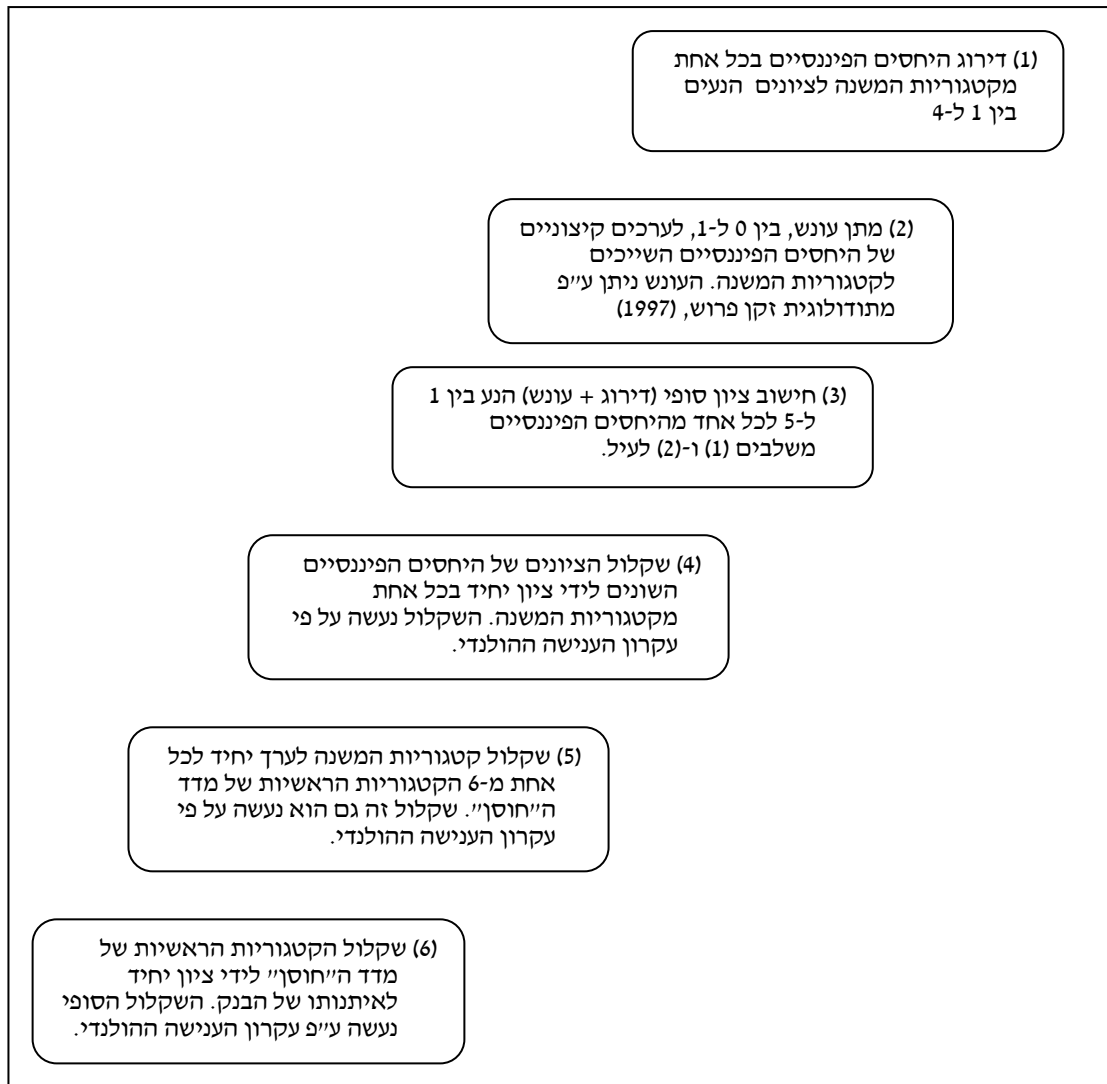 (1) דירוג היחסים הפיננסיים בכל אחת
מקטגוריות המשנה לציונים הנעים
בין 1 ל-4
(2) מתן עונש, בין 0 ל-1, לערכים קיצוניים
של היחסים הפיננסיים השייכים
לקטגוריות המשנה. העונש ניתן ע״פ
מתודולוגית זקן פרוש, (1997)
(3) חישוב ציון סופי (דירוג + עונש) הנע בין 1
ל-5 לכל אחד מהיחסים הפיננסיים
משלבים (1) ו-(2) לעיל.
(4) שקלול הציונים של היחסים הפיננסיים
השונים לידי ציון יחיד בכל אחת
מקטגוריות המשנה. השקלול נעשה על פי
עקרון הענישה ההולנדי.
(5) שקלול קטגוריות המשנה לערך יחיד לכל
אחת מ-6 הקטגוריות הראשיות של מדד
ה״חוסן״. שקלול זה גם הוא נעשה על פי
עקרון הענישה ההולנדי.
(6) שקלול הקטגוריות הראשיות של
מדד ה״חוסן״ לידי ציון יחיד
לאיתנותו של הבנק. השקלול הסופי
נעשה ע״פ עקרון הענישה ההולנדי.